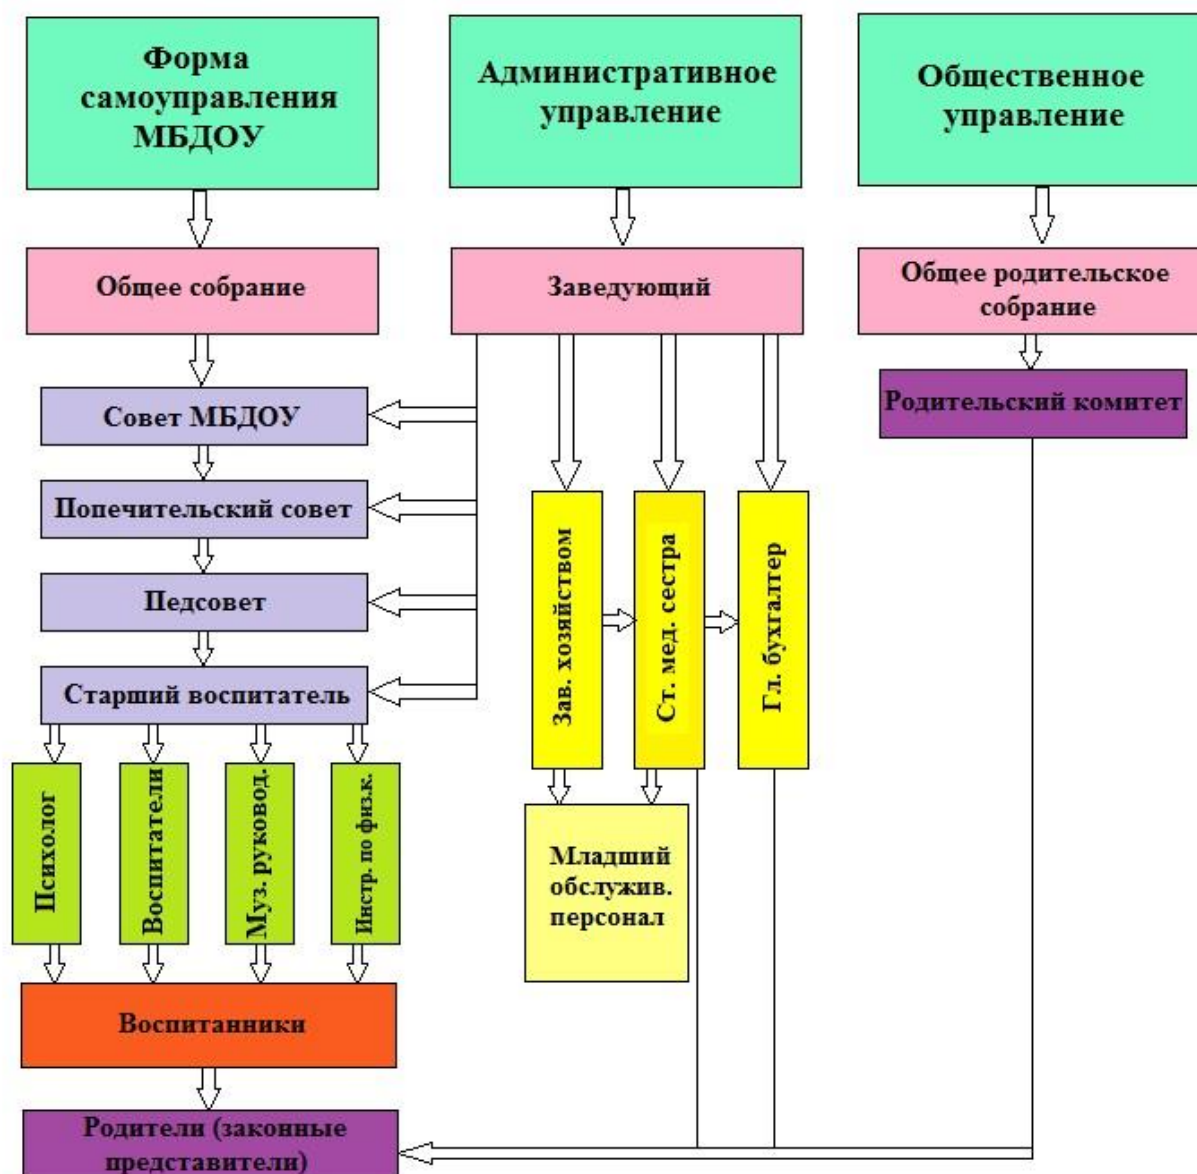 Форма
самоуправления
МБДОУ
Административное
управление
Общественное
управление
Общее собрание
Заведующий
Общее родительское
собрание
Совет МБДОУ
Родительский комитет
Попечительский совет
Педсовет
Старший воспитатель
Зав. хозяйством
Ст. мед. сестра
Гл. бухгалтер
Психолог
Воспитатели
Муз. руковод.
Инстр. по физ.к.
Младший
обслужив.
персонал
Воспитанники
Родители (законные
представители)